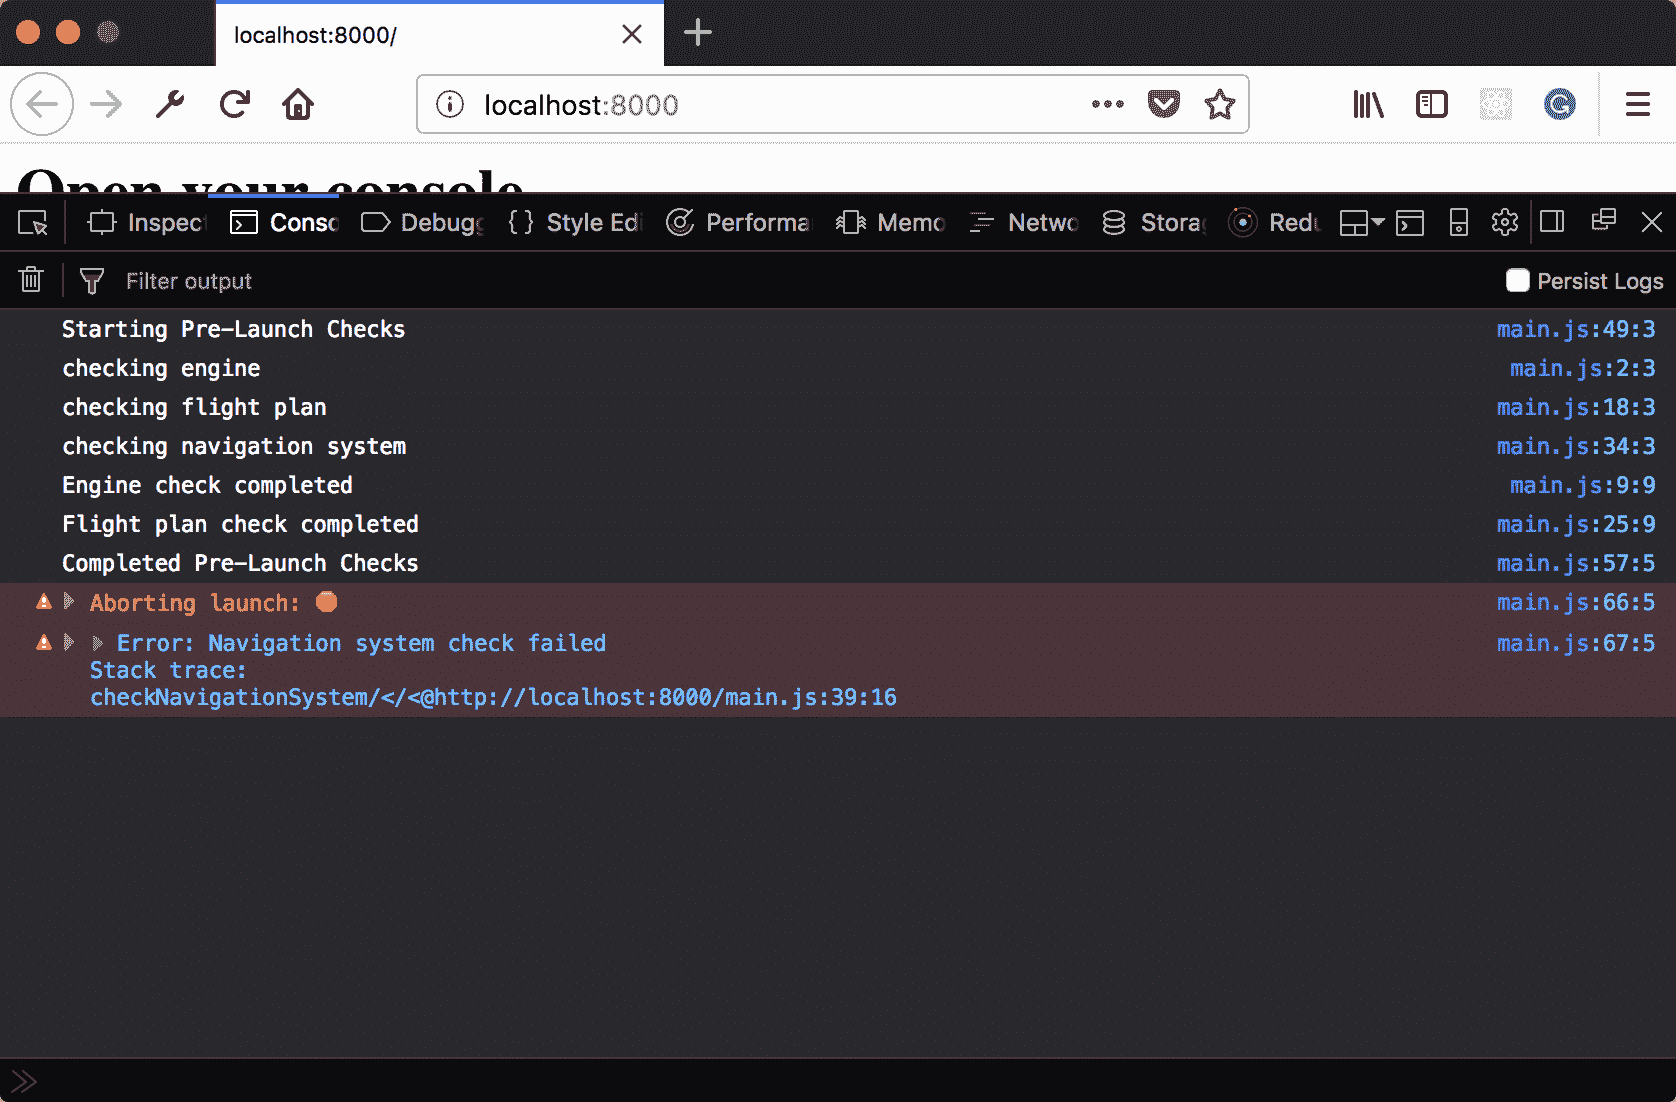 localhost:8000/
localhost:8000
Open your console
Inspec Conso Debugg Style Edi Performa Memo Netwo Stora Redu
Filter output Persist Logs
Starting Pre-Launch Checks main.js:49:3
checking engine main.js:2:3
checking flight plan main.js:18:3
checking navigation system main.js:34:3
Engine check completed main.js:9:9
Flight plan check completed main.js:25:9
Completed Pre-Launch Checks main.js:57:5
Aborting launch: main.js:66:5
Error: Navigation system check failed main.js:67:5
Stack trace:
checkNavigationSystem/</<@http://localhost:8000/main.js:39:16